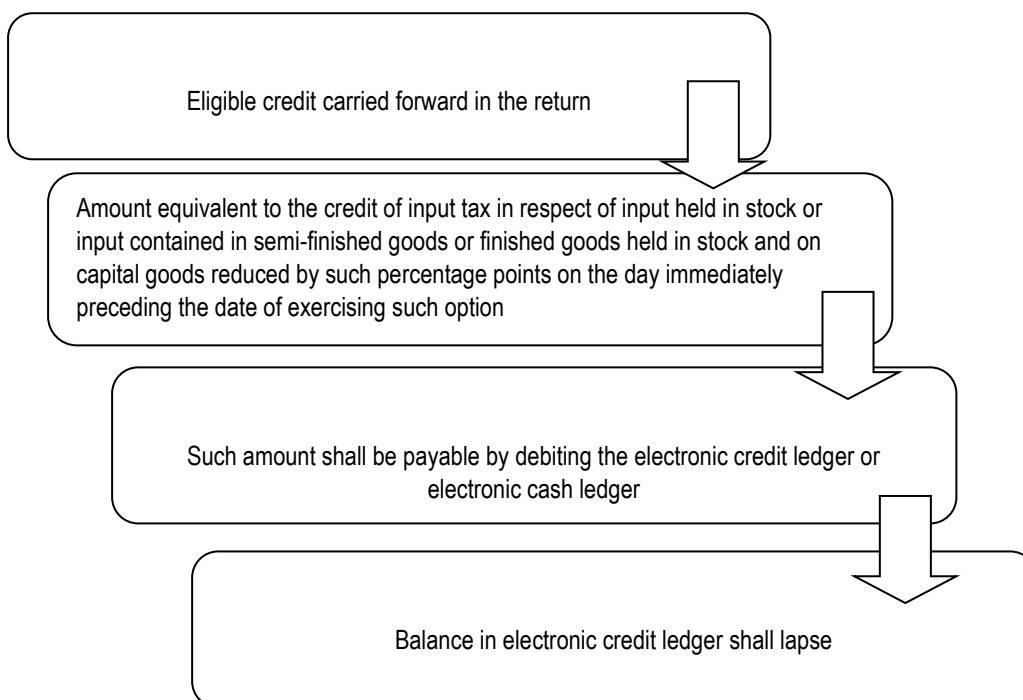 Eligible credit carried forward in the return
Amount equivalent to the credit of input tax in respect of input held in stock or
input contained in semi-finished goods or finished goods held in stock and on
capital goods reduced by such percentage points on the day immediately
preceding the date of exercising such option
Such amount shall be payable by debiting the electronic credit ledger or
electronic cash ledger
Balance in electronic credit ledger shall lapse